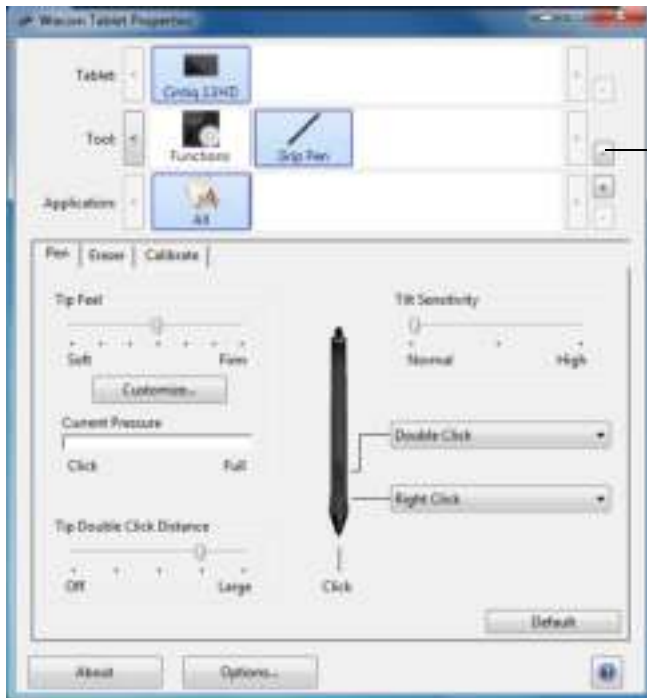 Wacom Tablet Properties
Tablet:
Cintiq 13HD
Tool:
Functions
Grip Pen
Application:
All
Pen
Eraser
Calibrate
Tip Feel
Tilt Sensitivity
Soft
Firm
Normal
High
Customize...
Current Pressure
Click
Full
Double Click
Right Click
Tip Double Click Distance
Off
Large
Click
Default
About
Options...
?